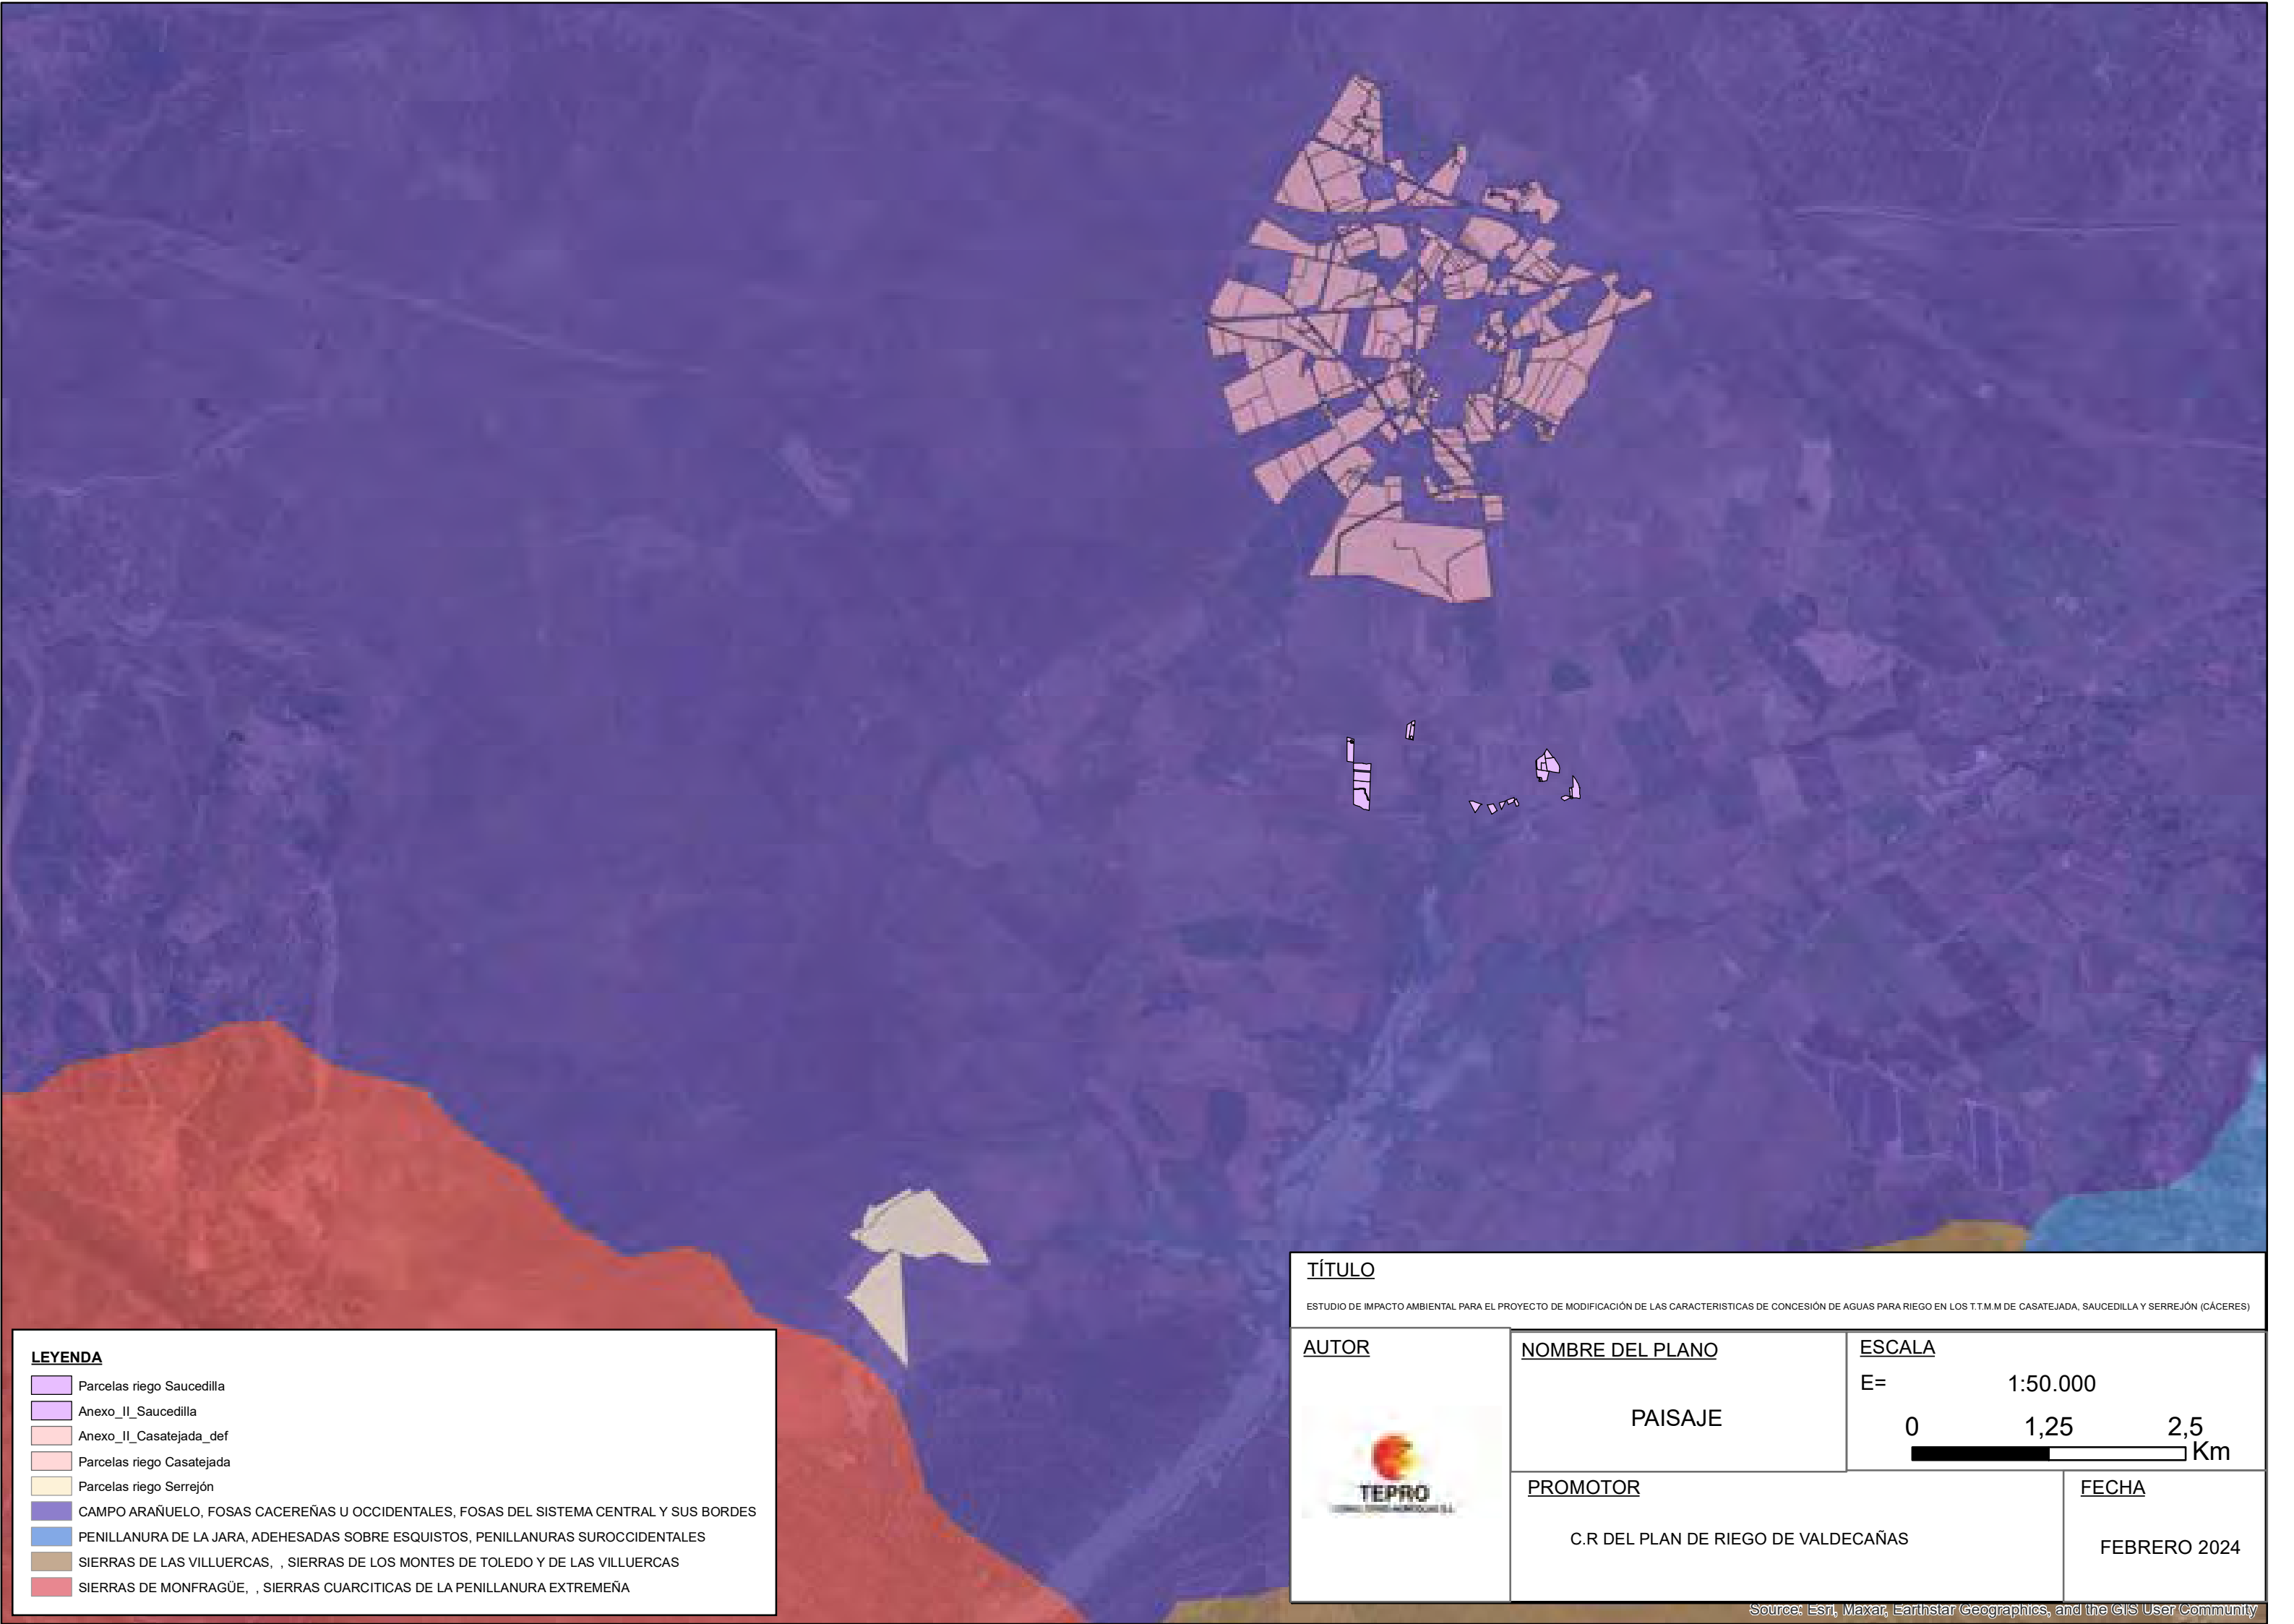 LEYENDA
Parcelas riego Saucedilla
Anexo_II_Saucedilla
Anexo_II_Casatejada_def
Parcelas riego Casatejada
Parcelas riego Serrejón
CAMPO ARAÑUELO, FOSAS CACEREÑAS U OCCIDENTALES, FOSAS DEL SISTEMA CENTRAL Y SUS BORDES
PENILLANURA DE LA JARA, ADEHESADAS SOBRE ESQUISTOS, PENILLANURAS SUROCCIDENTALES
SIERRAS DE LAS VILLUERCAS, , SIERRAS DE LOS MONTES DE TOLEDO Y DE LAS VILLUERCAS
SIERRAS DE MONFRAGÜE, , SIERRAS CUARCITICAS DE LA PENILLANURA EXTREMEÑA
TÍTULO
ESTUDIO DE IMPACTO AMBIENTAL PARA EL PROYECTO DE MODIFICACIÓN DE LAS CARACTERISTICAS DE CONCESIÓN DE AGUAS PARA RIEGO EN LOS T.T.M.M DE CASATEJADA, SAUCEDILLA Y SERREJÓN (CÁCERES)
AUTOR
TEPRO
NOMBRE DEL PLANO
PAISAJE
ESCALA
E= 1:50.000
0 1,25 2,5
Km
PROMOTOR
C.R DEL PLAN DE RIEGO DE VALDECAÑAS
FECHA
FEBRERO 2024
Source: Esri, Maxar, Earthstar Geographics, and the GIS User Community